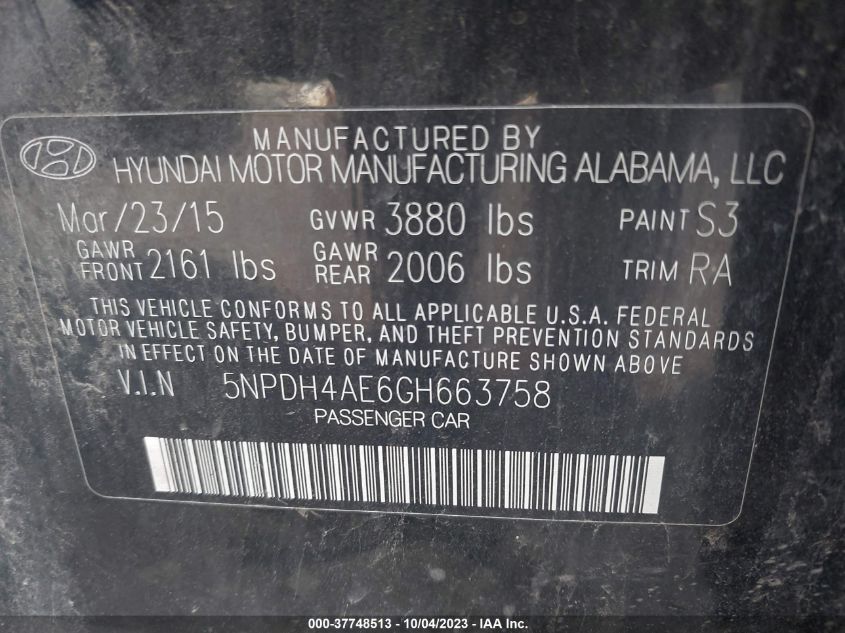 MANUFACTURED BY
HYUNDAI MOTOR MANUFACTURING ALABAMA, LLC
Mar/23/15 GVWR 3880 lbs PAINT S3
GAWR FRONT 2161 lbs GAWR REAR 2006 lbs TRIM RA
THIS VEHICLE CONFORMS TO ALL APPLICABLE U.S.A. FEDERAL
MOTOR VEHICLE SAFETY, BUMPER, AND THEFT PREVENTION STANDARDS
IN EFFECT ON THE DATE OF MANUFACTURE SHOWN ABOVE
V.I.N 5NPDH4AE6GH663758
PASSENGER CAR
000-37748513 - 10/04/2023 - IAA Inc.